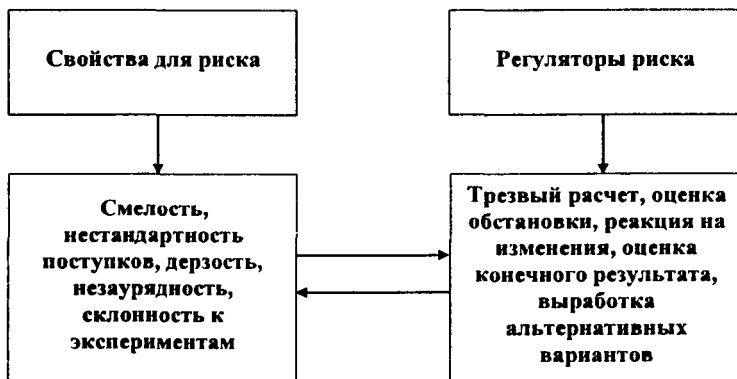 Свойства для риска
Регуляторы риска
Смелость,
нестандартность
поступков, дерзость,
незаурядность,
склонность к
экспериментам
Трезвый расчет, оценка
обстановки, реакция на
изменения, оценка
конечного результата,
выработка
альтернативных
вариантов